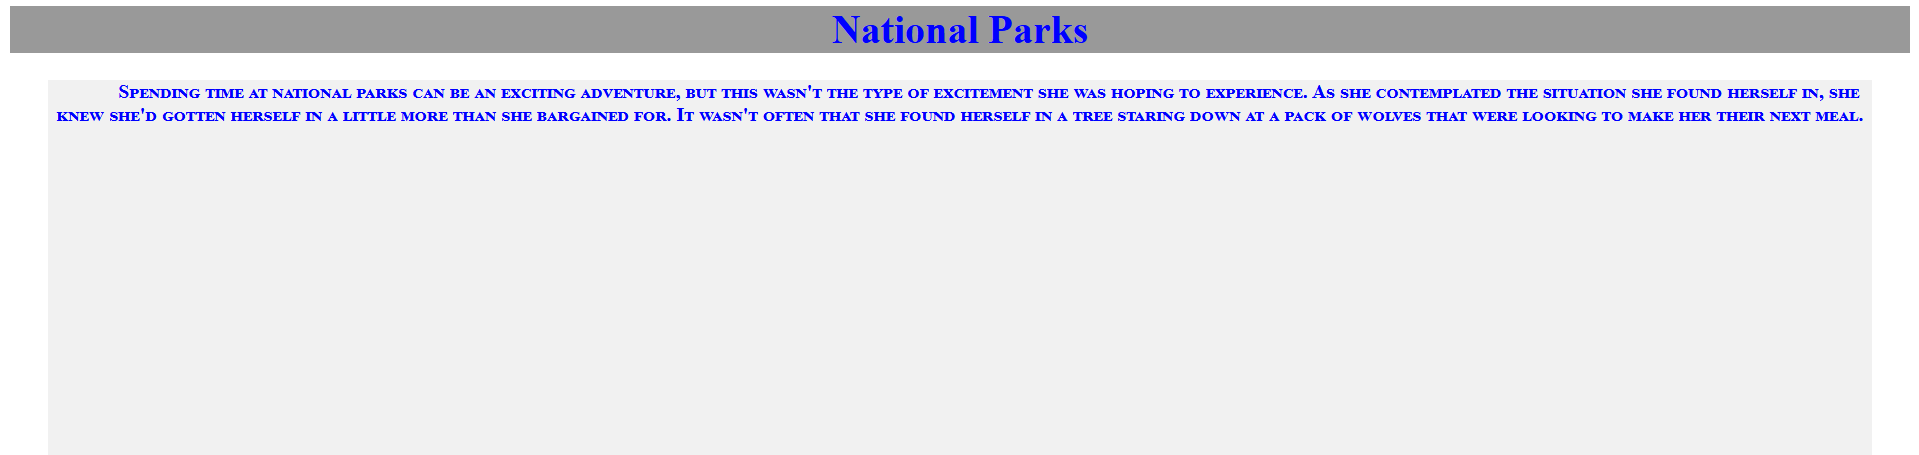 National Parks
Spending time at national parks can be an exciting adventure, but this wasn't the type of excitement she was hoping to experience. As she contemplated the situation she found herself in, she
knew she'd gotten herself in a little more than she bargained for. It wasn't often that she found herself in a tree staring down at a pack of wolves that were looking to make her their next meal.